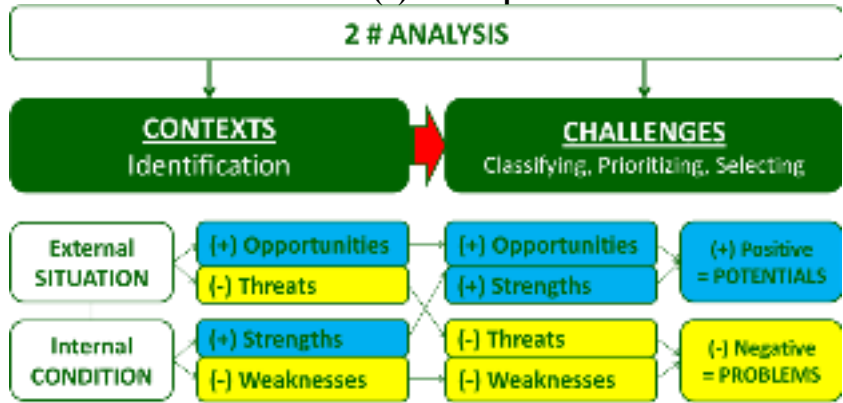 2 # ANALYSIS
CONTEXTS
Identification
CHALLENGES
Classifying, Prioritizing, Selecting
External
SITUATION
(+) Opportunities
(-) Threats
Internal
CONDITION
(+) Strengths
(-) Weaknesses
(+) Opportunities
(+) Strengths
(-) Threats
(-) Weaknesses
(+) Positive
= POTENTIALS
(-) Negative
= PROBLEMS